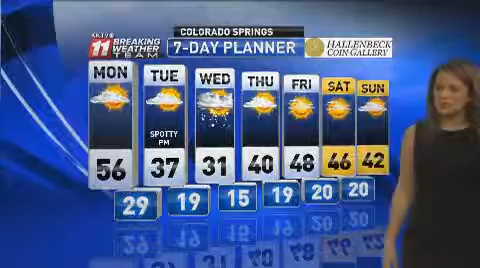 KKTV
11 BREAKING
WEATHER
TEAM
COLORADO SPRINGS
7-DAY PLANNER
HALLENBECK
COIN GALLERY
MON TUE WED THU FRI SAT SUN
SPOTTY
PM
56 37 31 40 48 46 42
29 19 15 19 20 20